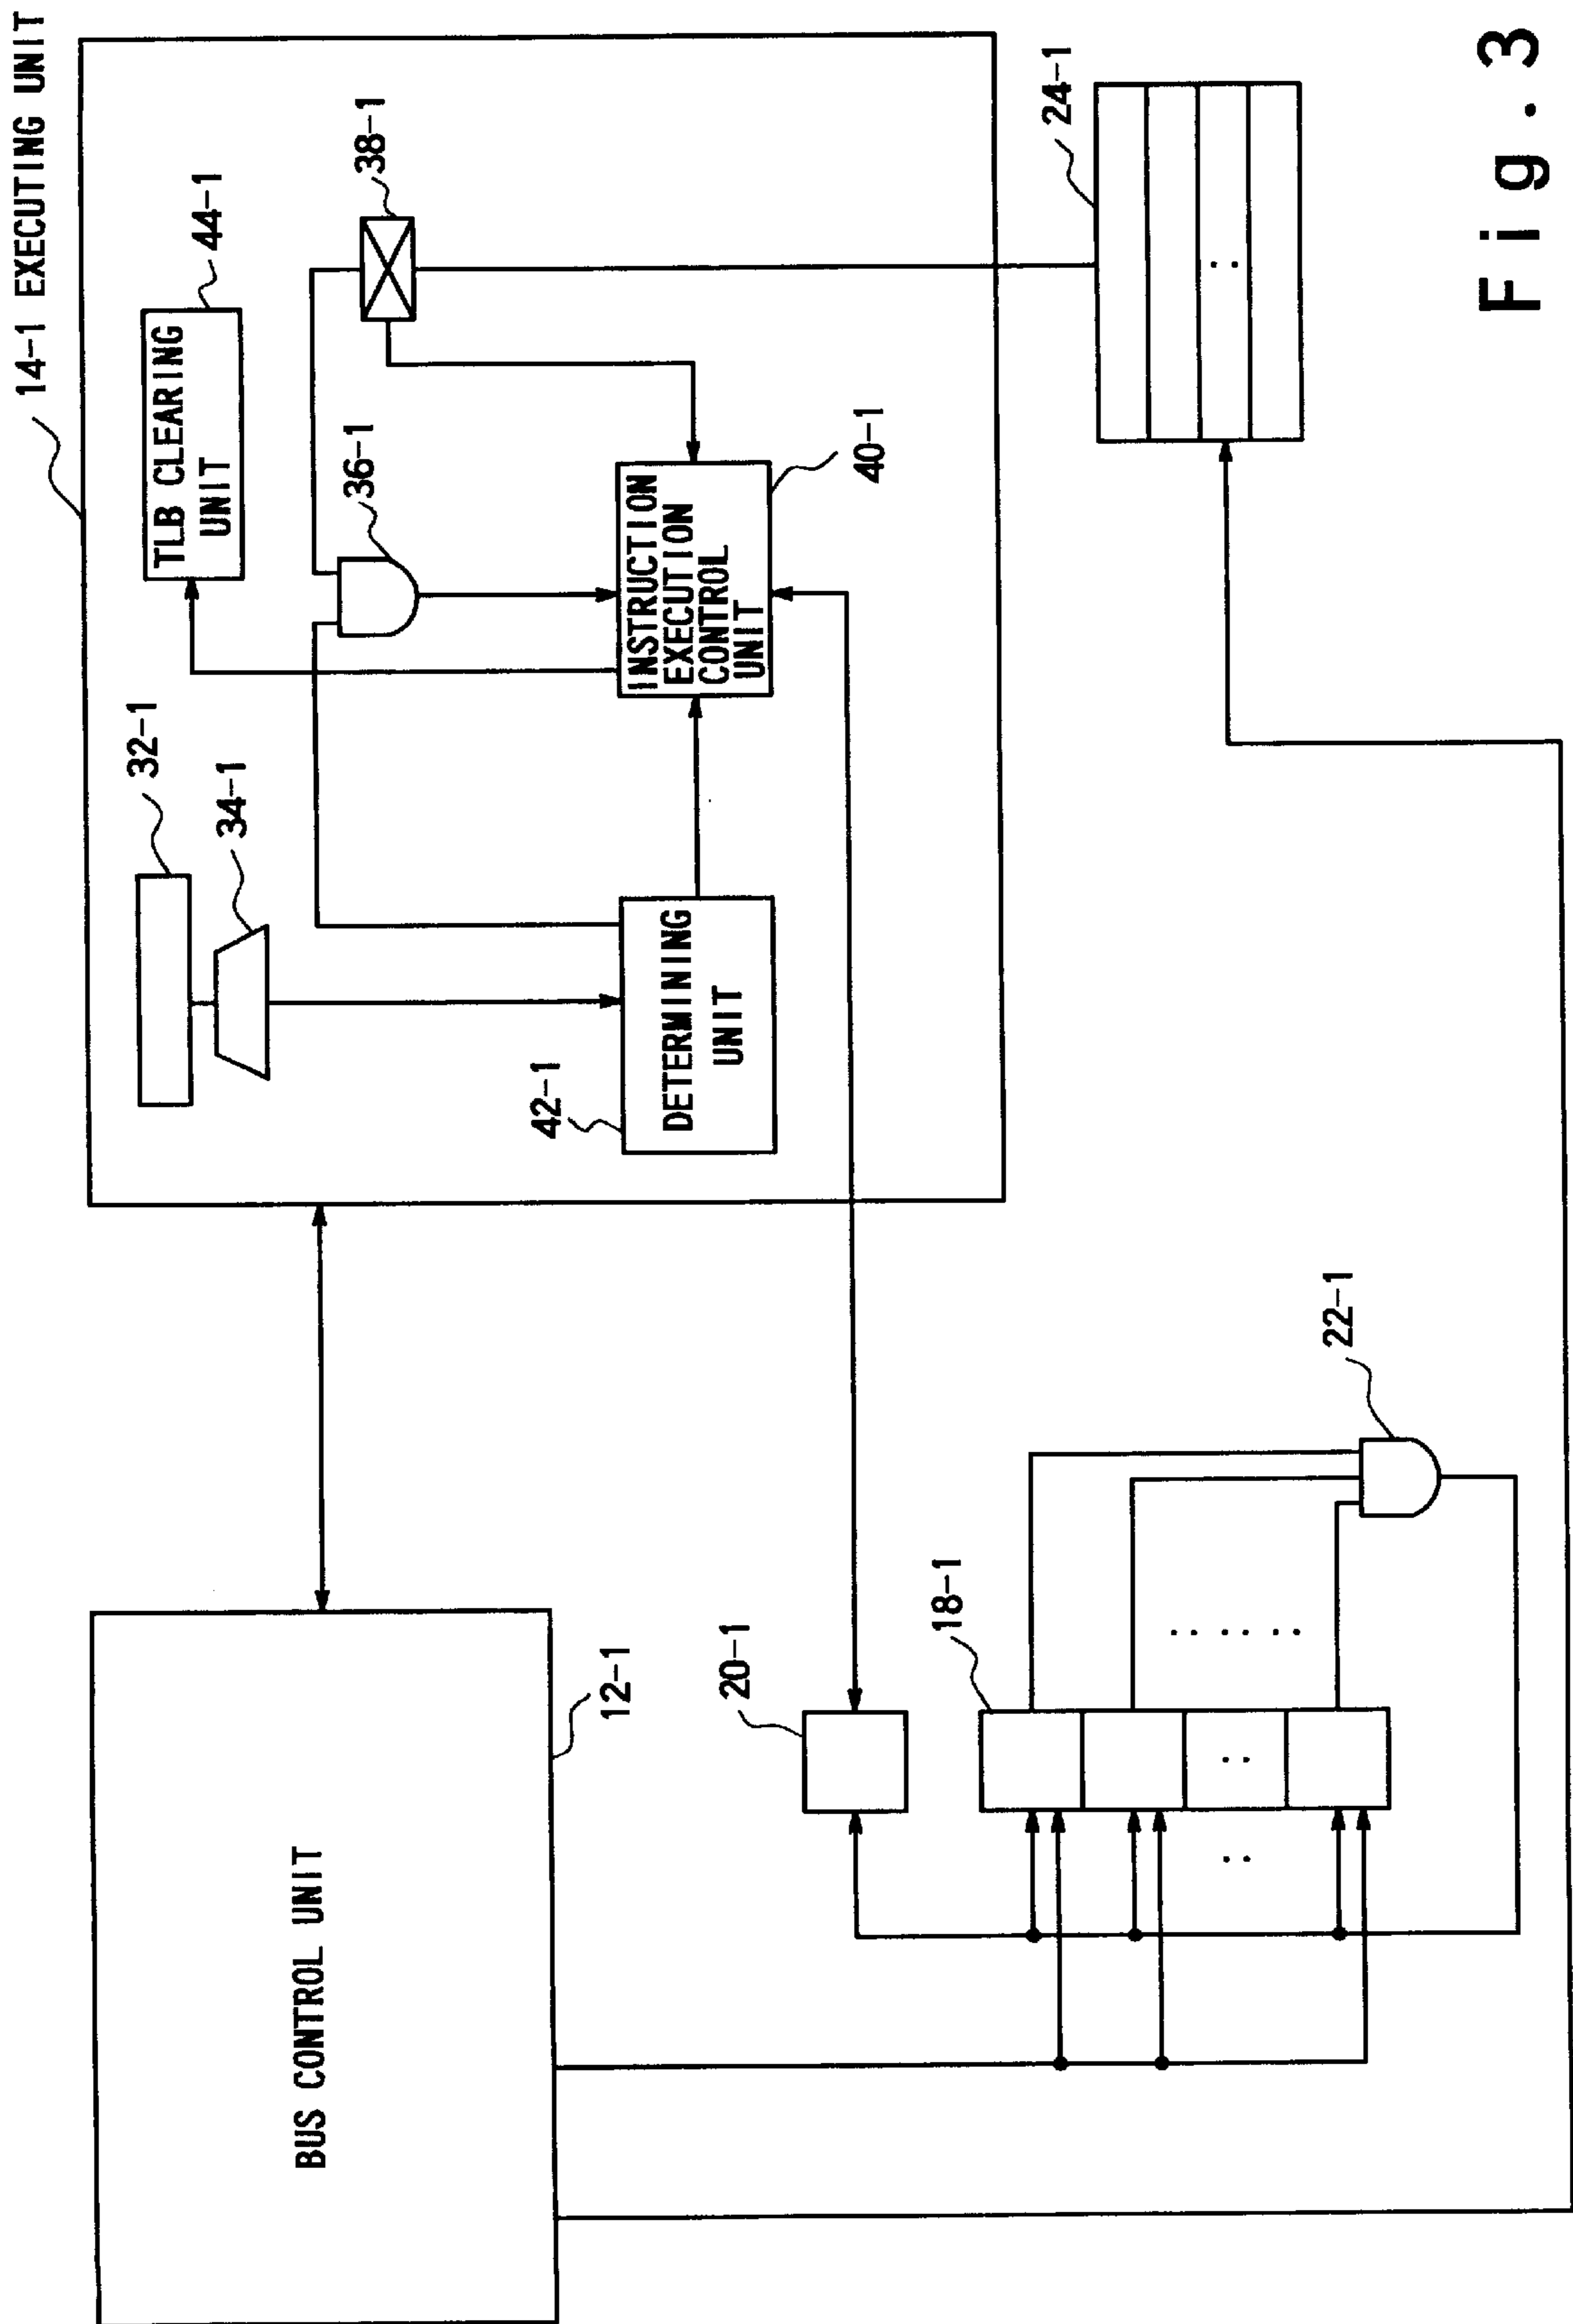 14-1 EXECUTING UNIT
32-1
34-1
TLB CLEARING
UNIT
44-1
36-1
38-1
42-1
DETERMINING
UNIT
INSTRUCTION
EXECUTION
CONTROL
UNIT
40-1
BUS CONTROL UNIT
12-1
20-1
18-1
22-1
24-1
Fig. 3